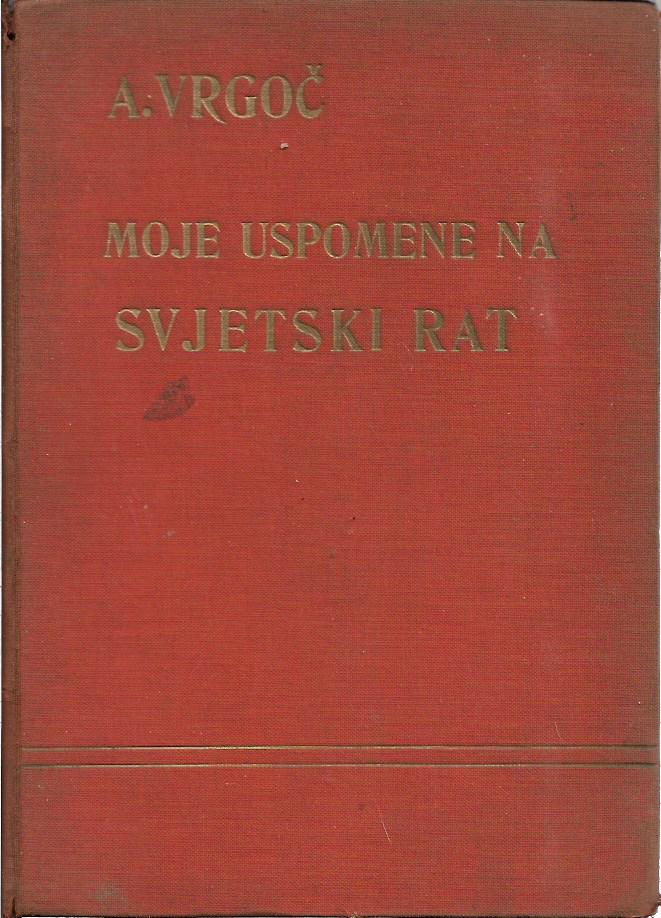 A. VRGOČ
MOJE USPOMENE NA
SVJETSKI RAT